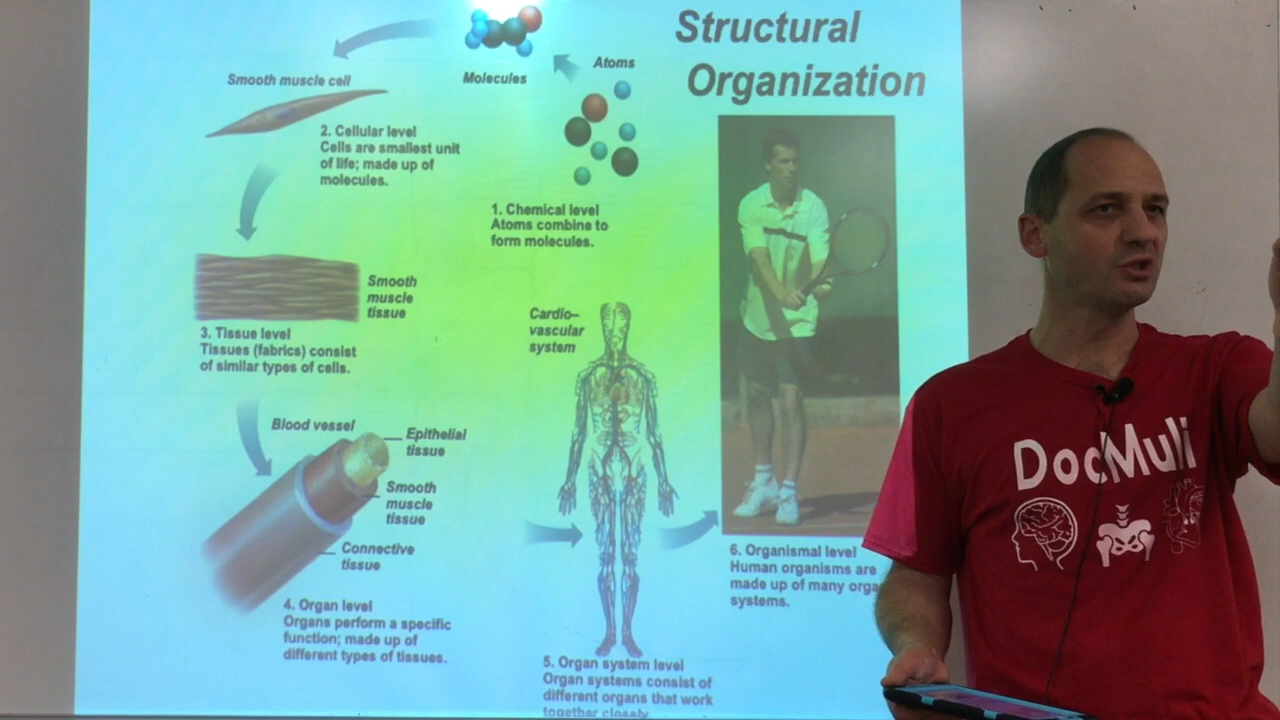 Structural
Organization
Atoms
Molecules
1. Chemical level
Atoms combine to
form molecules.
Smooth muscle cell
2. Cellular level
Cells are smallest unit
of life; made up of
molecules.
Smooth
muscle
tissue
3. Tissue level
Tissues (fabrics) consist
of similar types of cells.
Blood vessel
Epithelial
tissue
Smooth
muscle
tissue
Connective
tissue
4. Organ level
Organs perform a specific
function; made up of
different types of tissues.
Cardio–
vascular
system
5. Organ system level
Organ systems consist of
different organs that work
together closely
6. Organismal level
Human organisms are
made up of many orga
systems.
DocMuli